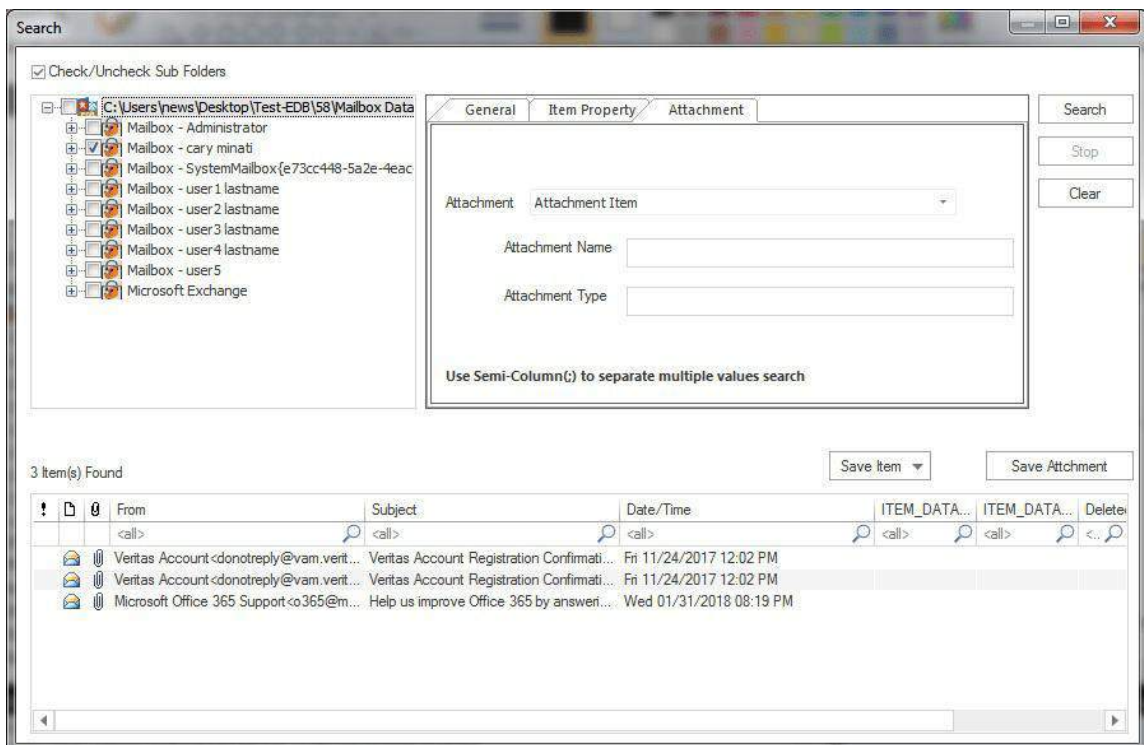 Search
Check/Uncheck Sub Folders
C:\Users\news\Desktop\Test-EDB\58\Mailbox Data
Mailbox - Administrator
Mailbox - cary minati
Mailbox - SystemMailbox{e73cc448-5a2e-4eac
Mailbox - user1 lastname
Mailbox - user2 lastname
Mailbox - user3 lastname
Mailbox - user4 lastname
Mailbox - user5
Microsoft Exchange
General Item Property Attachment
Attachment Attachment Item
Attachment Name
Attachment Type
Use Semi-Column(;) to separate multiple values search
Search
Stop
Clear
3 Item(s) Found
Save Item
Save Attchment
! From Subject Date/Time ITEM_DATA... ITEM_DATA... Deleted
<all> <all> <all> <all> <all> <..
Veritas Account<donotreply@vam.verit... Veritas Account Registration Confirmati... Fri 11/24/2017 12:02 PM
Veritas Account<donotreply@vam.verit... Veritas Account Registration Confirmati... Fri 11/24/2017 12:02 PM
Microsoft Office 365 Support<o365@m... Help us improve Office 365 by answeri... Wed 01/31/2018 08:19 PM